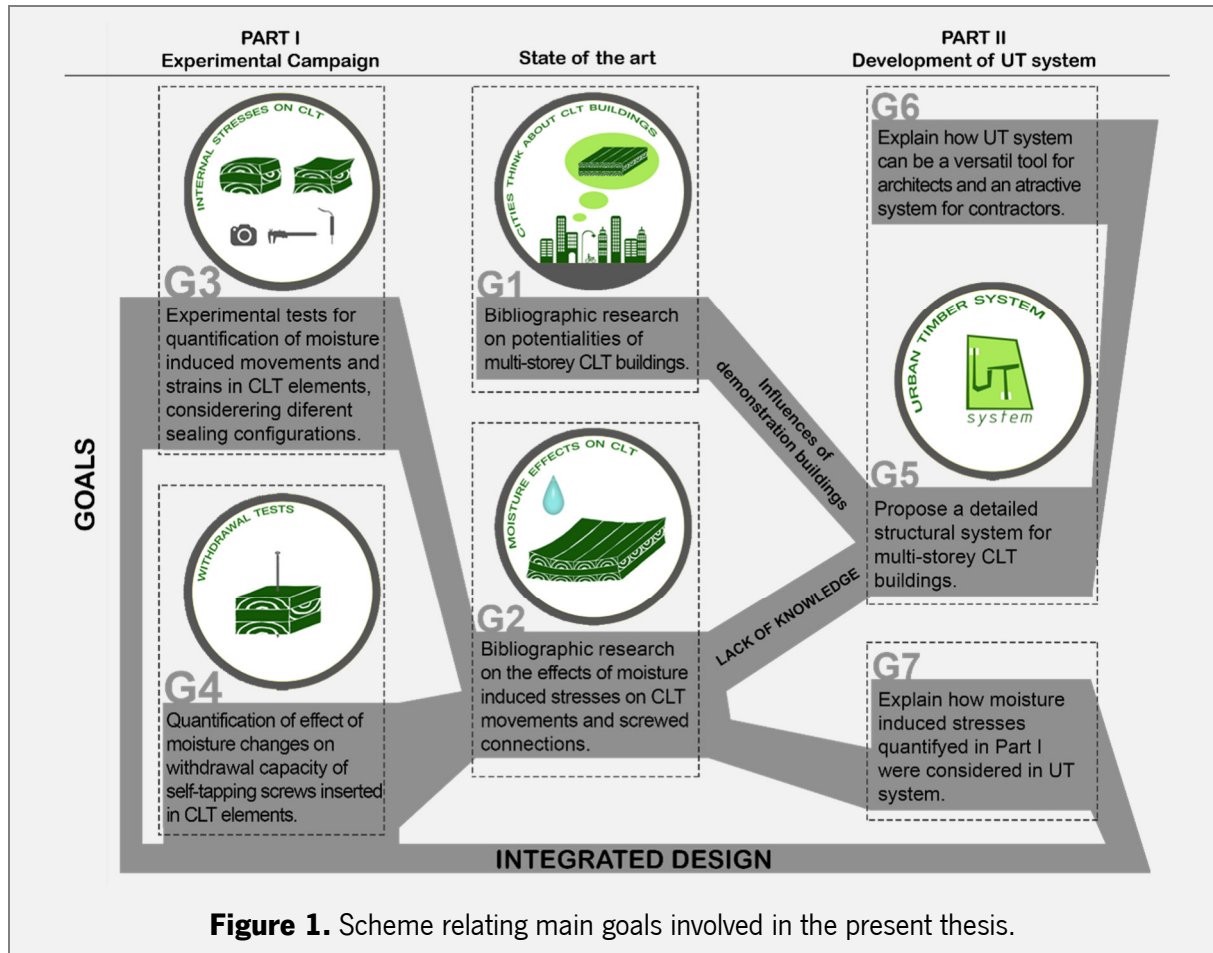 PART I
Experimental Campaign
State of the art
PART II
Development of UT system
GOALS
INTERNAL STRESSES ON CLT
G3
Experimental tests for
quantification of moisture
induced movements and
strains in CLT elements,
considerering diferent
sealing configurations.
WITHDRAWAL TESTS
G4
Quantification of effect of
moisture changes on
withdrawal capacity of
self-tapping screws inserted
in CLT elements.
CITIES THINK ABOUT CLT BUILDINGS
G1
Bibliographic research
on potentialities of
multi-storey CLT buildings.
MOISTURE EFFECTS ON CLT
G2
Bibliographic research
on the effects of moisture
induced stresses on CLT
movements and screwed
connections.
Influences of
demonstration buildings
LACK OF KNOWLEDGE
G6
Explain how UT system
can be a versatil tool for
architects and an atractive
system for contractors.
URBAN TIMBER SYSTEM
UT
system
G5
Propose a detailed
structural system for
multi-storey CLT
buildings.
G7
Explain how moisture
induced stresses
quantifyed in Part I
were considered in UT
system.
INTEGRATED DESIGN
Figure 1. Scheme relating main goals involved in the present thesis.